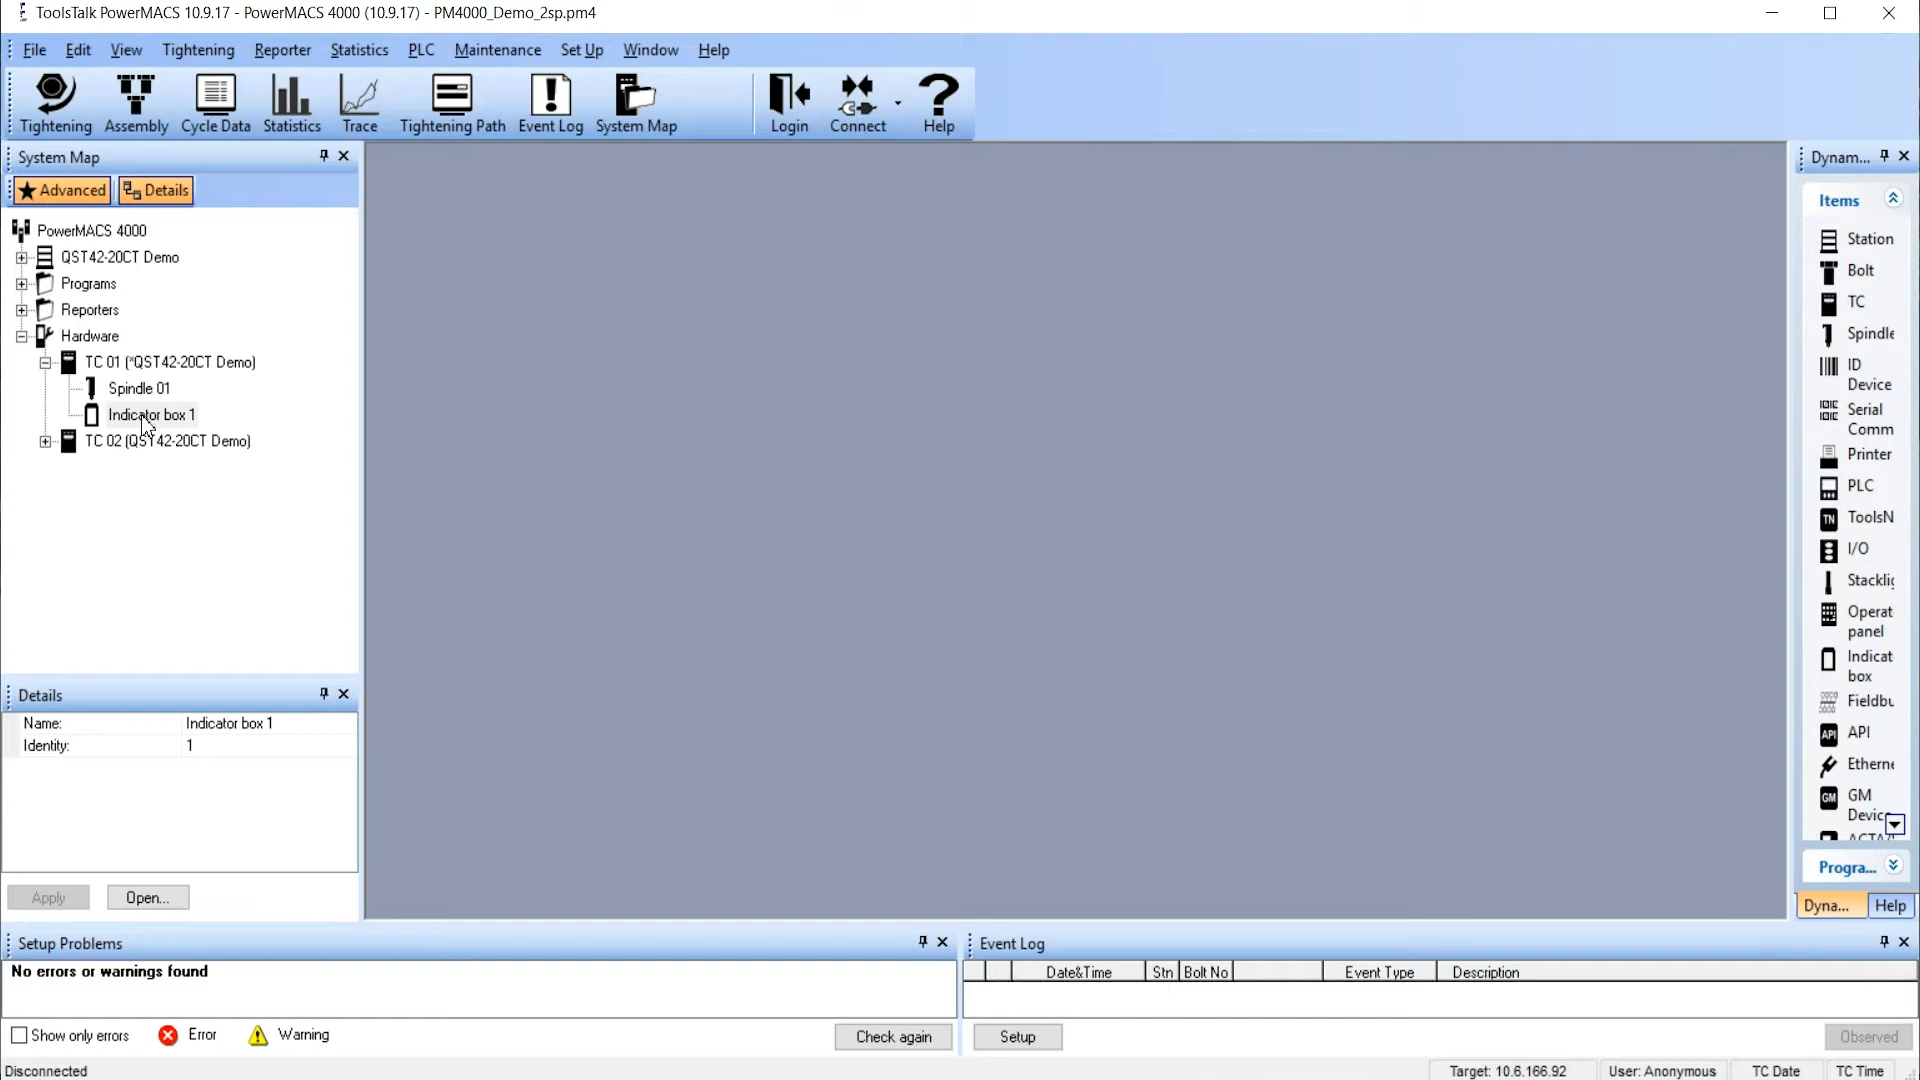 ToolsTalk PowerMACS 10.9.17 - PowerMACS 4000 (10.9.17) - PM4000_Demo_2sp.pm4
File Edit View Tightening Reporter Statistics PLC Maintenance Set Up Window Help
Tightening Assembly Cycle Data Statistics Trace Tightening Path Event Log System Map Login Connect Help
System Map
Advanced Details
PowerMACS 4000
QST42-20CT Demo
Programs
Reporters
Hardware
TC 01 (*QST42-20CT Demo)
Spindle 01
Indicator box 1
TC 02 (QST42-20CT Demo)
Details
Name: Indicator box 1
Identity: 1
Apply Open...
Dynam...
Items
Station
Bolt
TC
Spindle
ID
Device
Serial
Comm
Printer
PLC
TN ToolsN
I/O
Stacklig
Operat
panel
Indicat
box
Fieldbu
API API
Etherne
GM GM
Devic
Progra...
Dyna... Help
Setup Problems
No errors or warnings found
Show only errors Error Warning Check again
Event Log
Date&Time Stn Bolt No Event Type Description
Setup Observed
Disconnected Target: 10.6.166.92 User: Anonymous TC Date TC Time